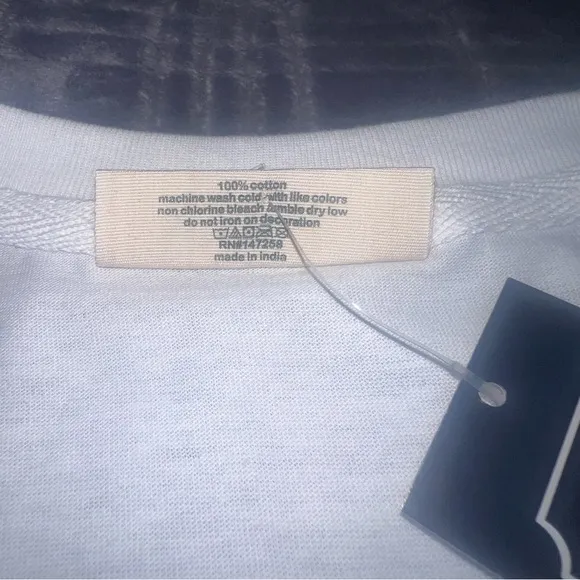 100% cotton
machine wash cold with like colors
non chlorine bleach tumble dry low
do not iron on decoration
RN#147258
made in india